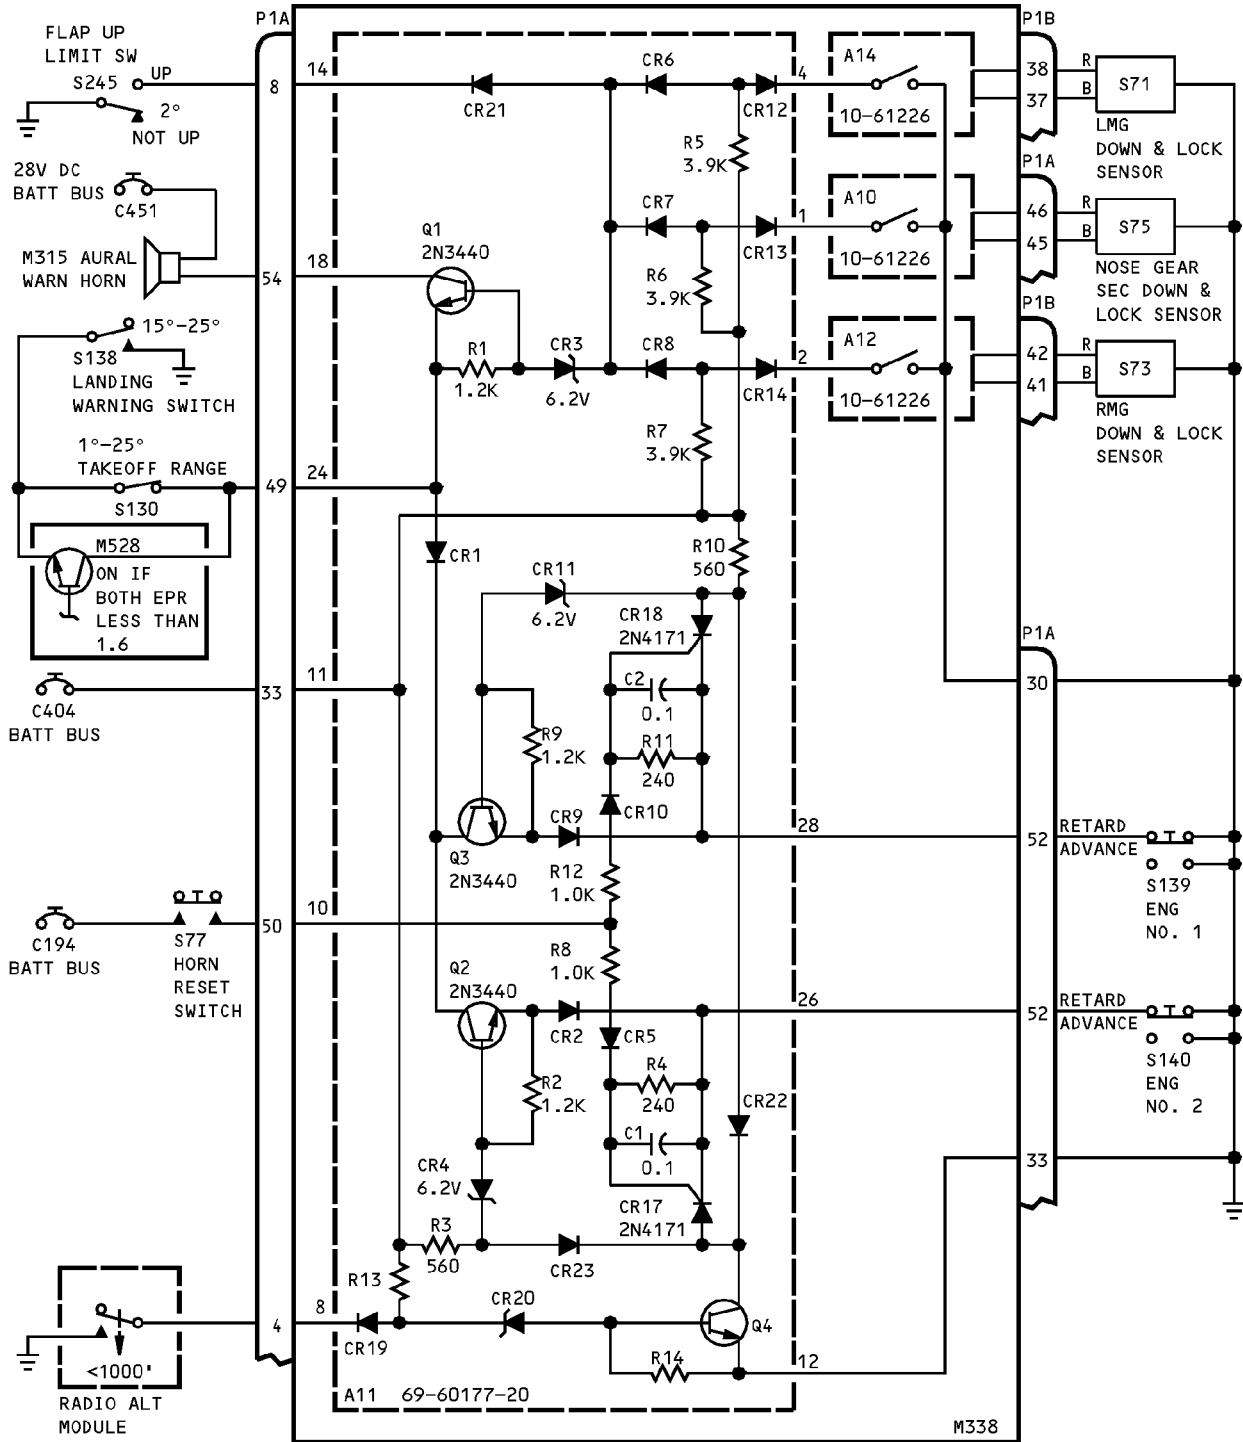 P1A
P1B
FLAP UP
LIMIT SW
S245
UP
2°
NOT UP
8
14
CR21
CR6
CR12
4
A14
10-61226
38
37
R
B
S71
LMG
DOWN & LOCK
SENSOR
R5
3.9K
28V DC
BATT BUS
C451
P1A
CR7
CR13
1
A10
10-61226
46
45
R
B
S75
NOSE GEAR
SEC DOWN &
LOCK SENSOR
M315 AURAL
WARN HORN
54
18
Q1
2N3440
R6
3.9K
P1B
15°-25°
S138
LANDING
WARNING SWITCH
R1
1.2K
CR3
6.2V
CR8
CR14
2
A12
10-61226
42
41
R
B
S73
RMG
DOWN & LOCK
SENSOR
R7
3.9K
1°-25°
TAKEOFF RANGE
S130
49
24
M528
ON IF
BOTH EPR
LESS THAN
1.6
CR1
R10
560
CR11
6.2V
CR18
2N4171
P1A
C404
BATT BUS
33
11
C2
0.1
30
R9
1.2K
R11
240
CR10
Q3
2N3440
CR9
28
52
RETARD
ADVANCE
S139
ENG
NO. 1
R12
1.0K
C194
BATT BUS
S77
HORN
RESET
SWITCH
50
10
R8
1.0K
Q2
2N3440
CR2
CR5
26
52
RETARD
ADVANCE
S140
ENG
NO. 2
R2
1.2K
R4
240
CR22
C1
0.1
33
CR4
6.2V
CR17
2N4171
R3
560
CR23
R13
CR20
Q4
4
8
CR19
<1000'
RADIO ALT
MODULE
R14
12
A11 69-60177-20
M338